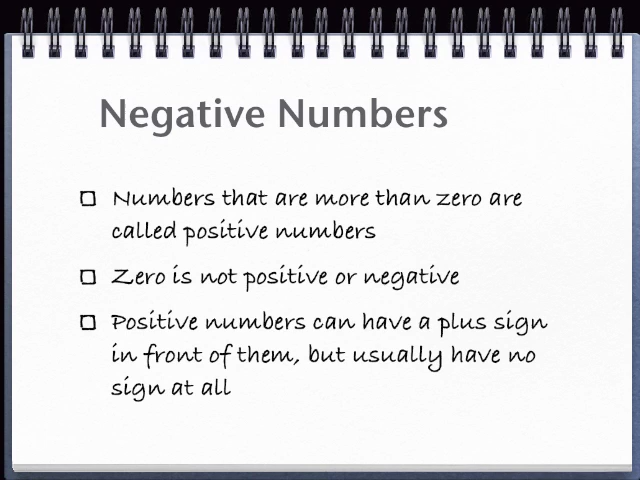 Negative Numbers
Numbers that are more than zero are
called positive numbers
Zero is not positive or negative
Positive numbers can have a plus sign
in front of them, but usually have no
sign at all